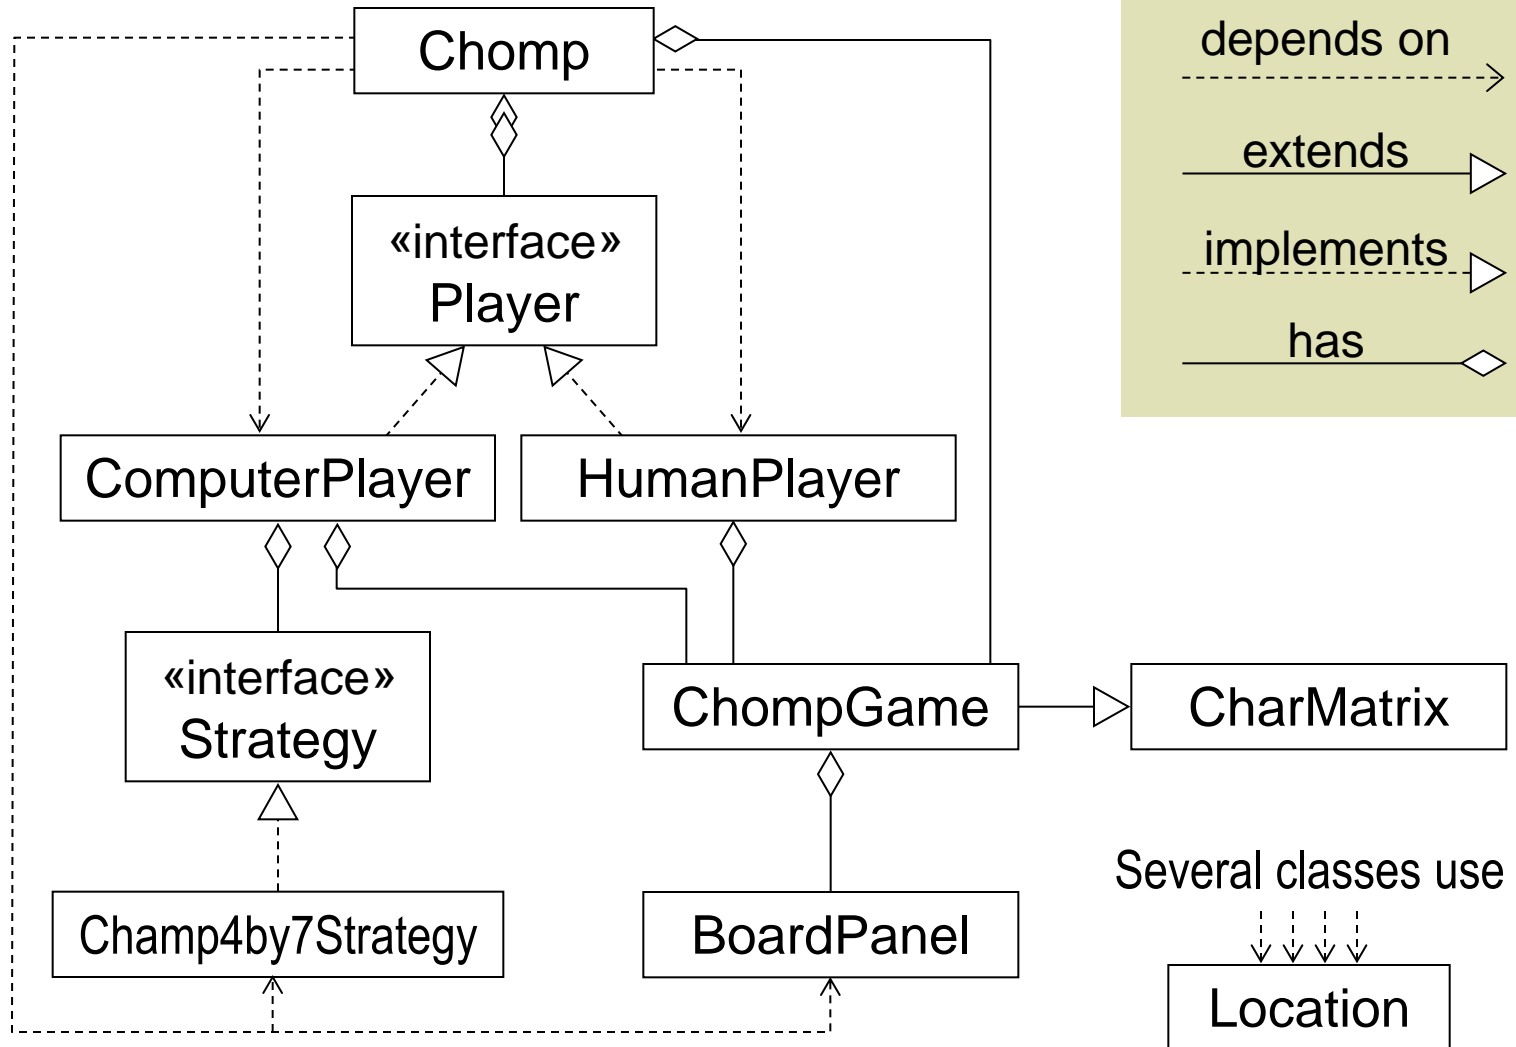 Chomp
depends on
extends
implements
has
«interface»
Player
ComputerPlayer
HumanPlayer
«interface»
Strategy
ChompGame
CharMatrix
Several classes use
Champ4by7Strategy
BoardPanel
Location